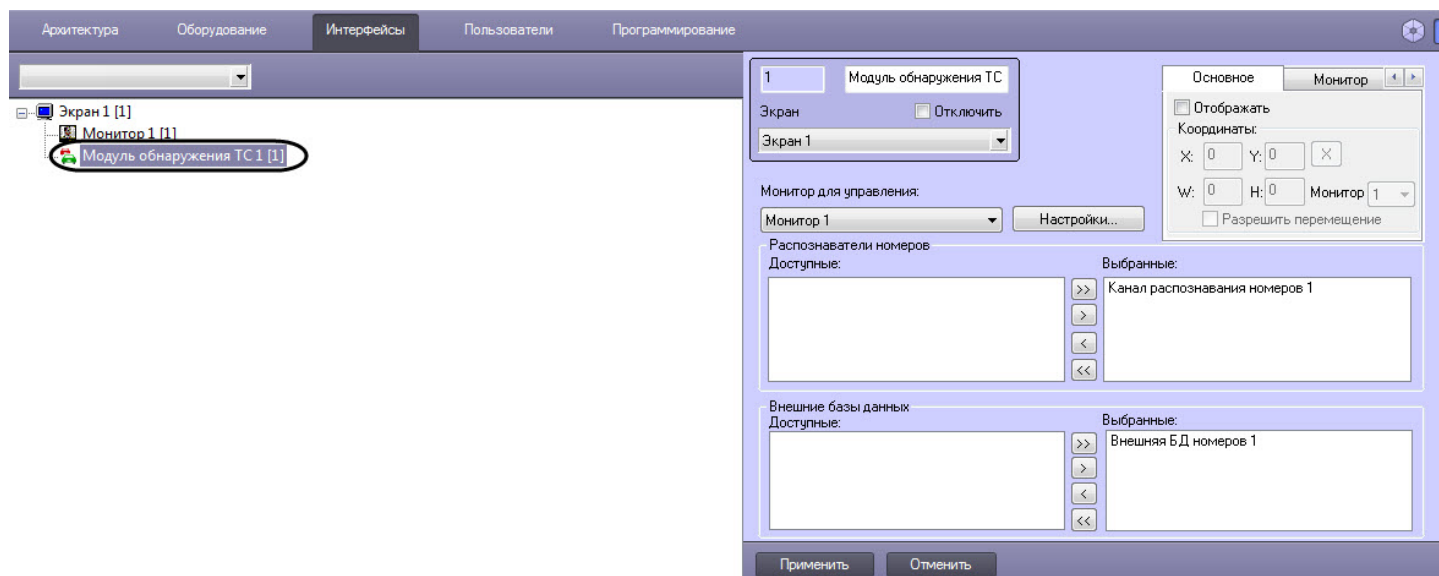 Архитектура Оборудование Интерфейсы Пользователи Программирование
Экран 1 [1]
Монитор 1 [1]
Модуль обнаружения ТС 1 [1]
1 Модуль обнаружения ТС
Экран Отключить
Экран 1
Основное Монитор
Отображать
Координаты:
X: 0 Y: 0 X
W: 0 H: 0 Монитор 1
Разрешить перемещение
Монитор для управления:
Монитор 1 Настройки...
Распознаватели номеров
Доступные: Выбранные:
>> Канал распознавания номеров 1
>
<
<<
Внешние базы данных
Доступные: Выбранные:
>> Внешняя БД номеров 1
>
<
<<
Применить Отменить